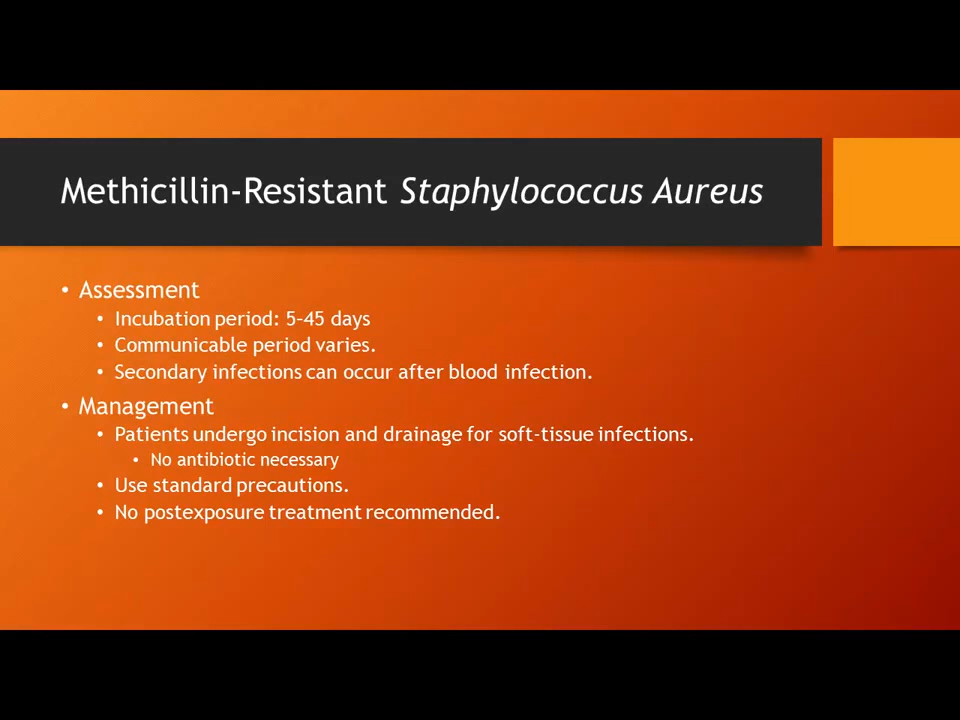 Methicillin-Resistant Staphylococcus Aureus
• Assessment
• Incubation period: 5–45 days
• Communicable period varies.
• Secondary infections can occur after blood infection.
• Management
• Patients undergo incision and drainage for soft-tissue infections.
• No antibiotic necessary
• Use standard precautions.
• No postexposure treatment recommended.